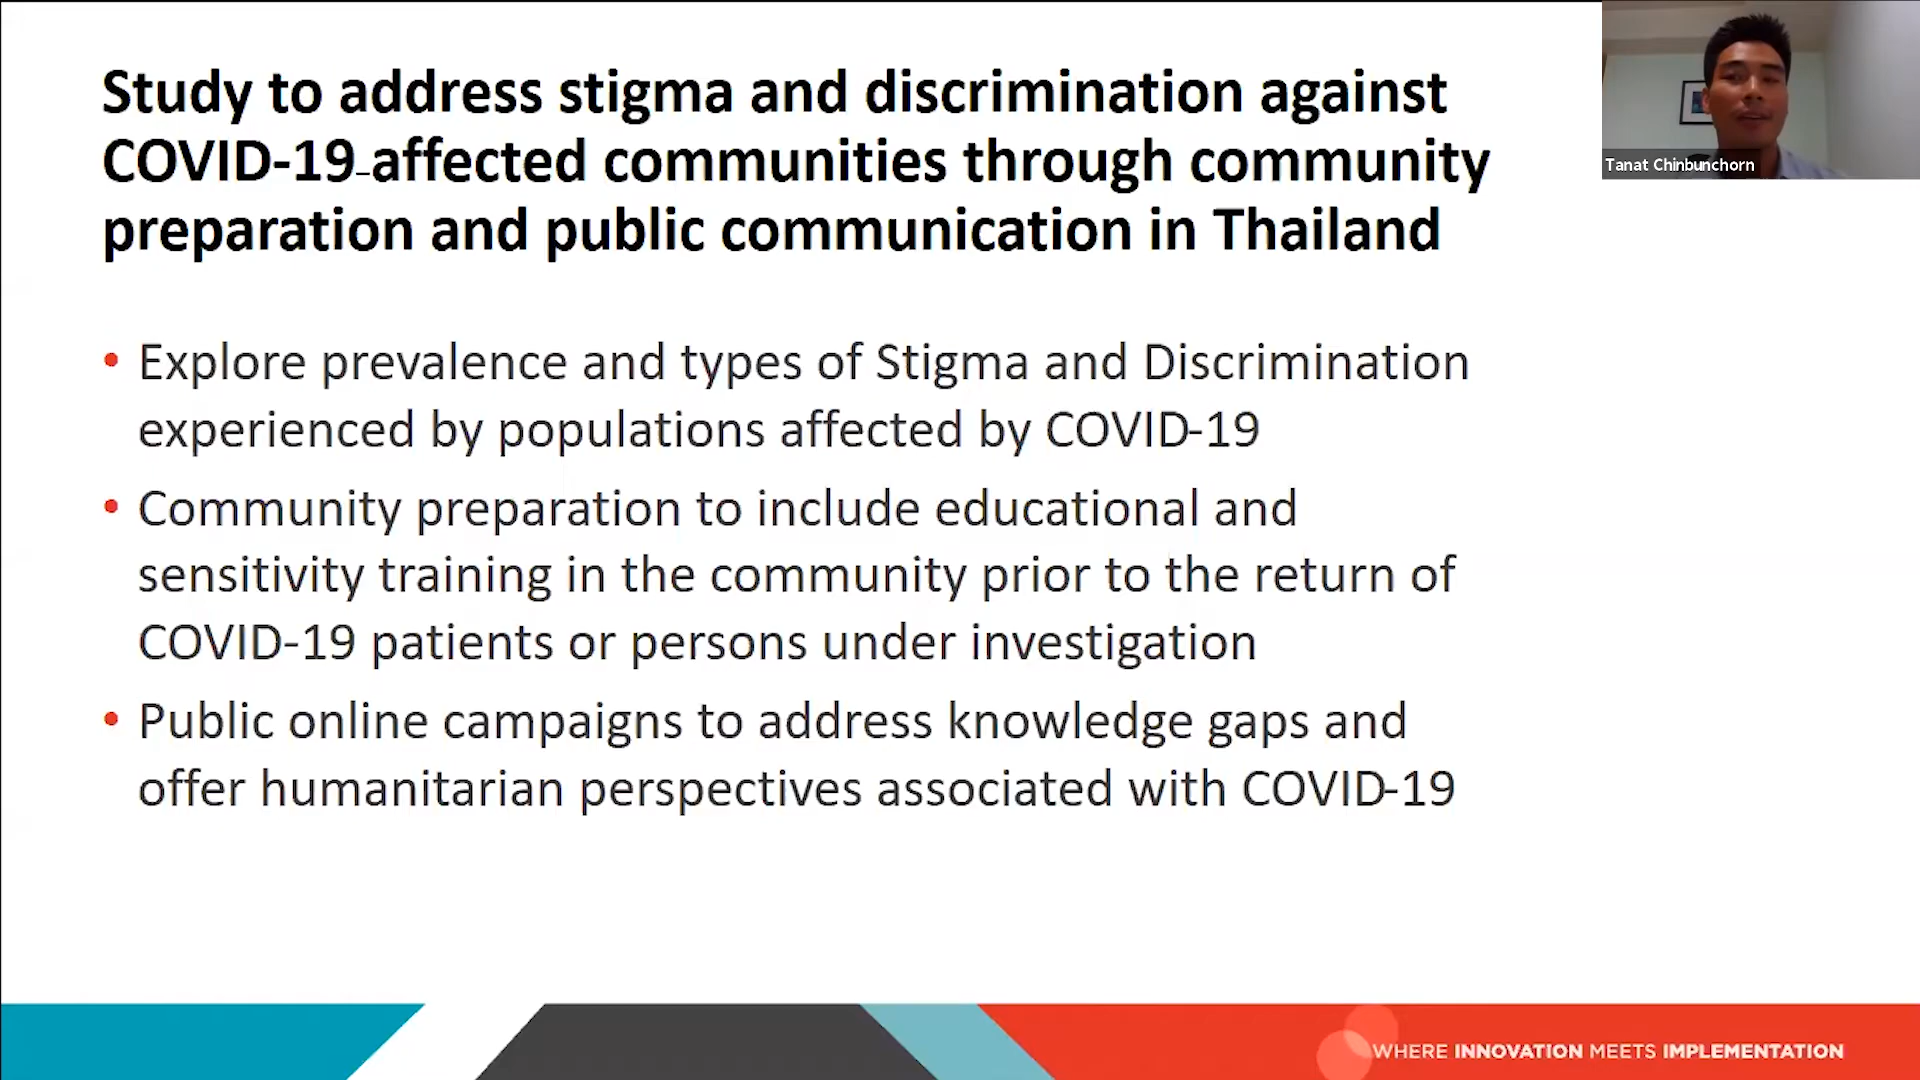 Study to address stigma and discrimination against
COVID-19-affected communities through community
preparation and public communication in Thailand
Tanat Chinbunchorn
• Explore prevalence and types of Stigma and Discrimination
experienced by populations affected by COVID-19
• Community preparation to include educational and
sensitivity training in the community prior to the return of
COVID-19 patients or persons under investigation
• Public online campaigns to address knowledge gaps and
offer humanitarian perspectives associated with COVID-19
WHERE INNOVATION MEETS IMPLEMENTATION